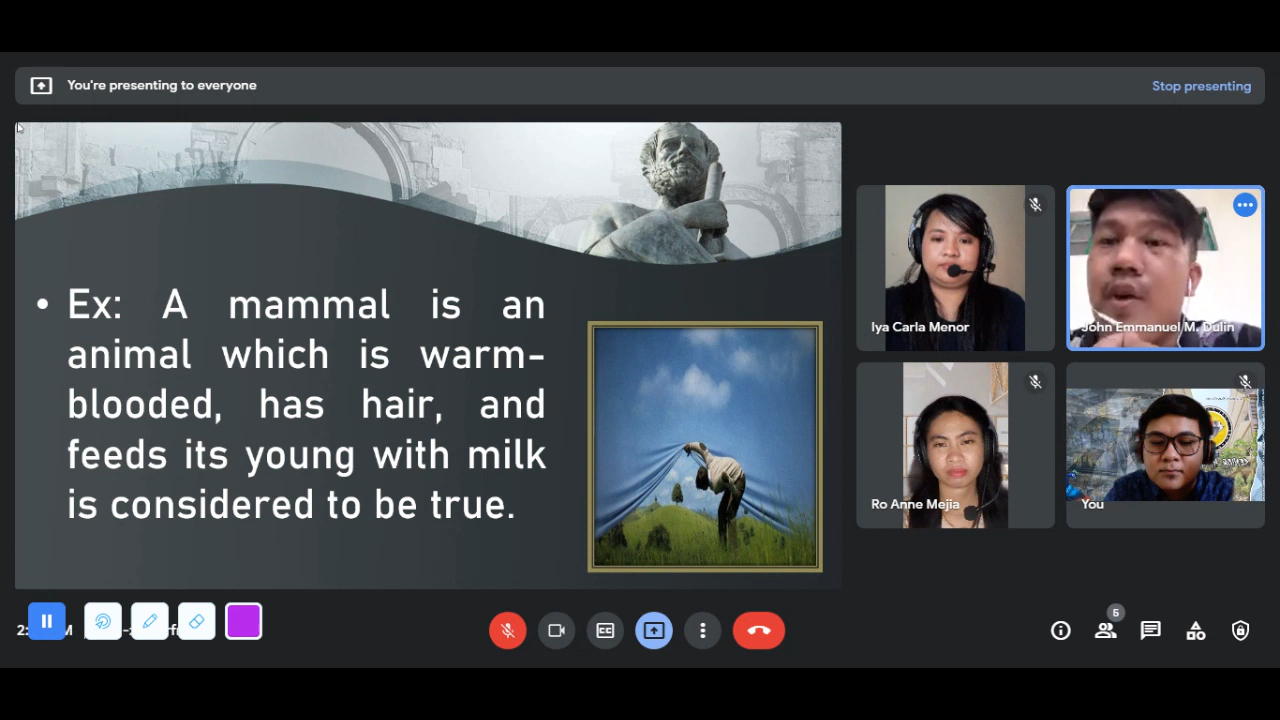 You're presenting to everyone
Stop presenting
• Ex: A mammal is an
animal which is warm-
blooded, has hair, and
feeds its young with milk
is considered to be true.
Iya Carla Menor
John Emmanuel M. Dulin
Ro Anne Mejia
You
CC
5